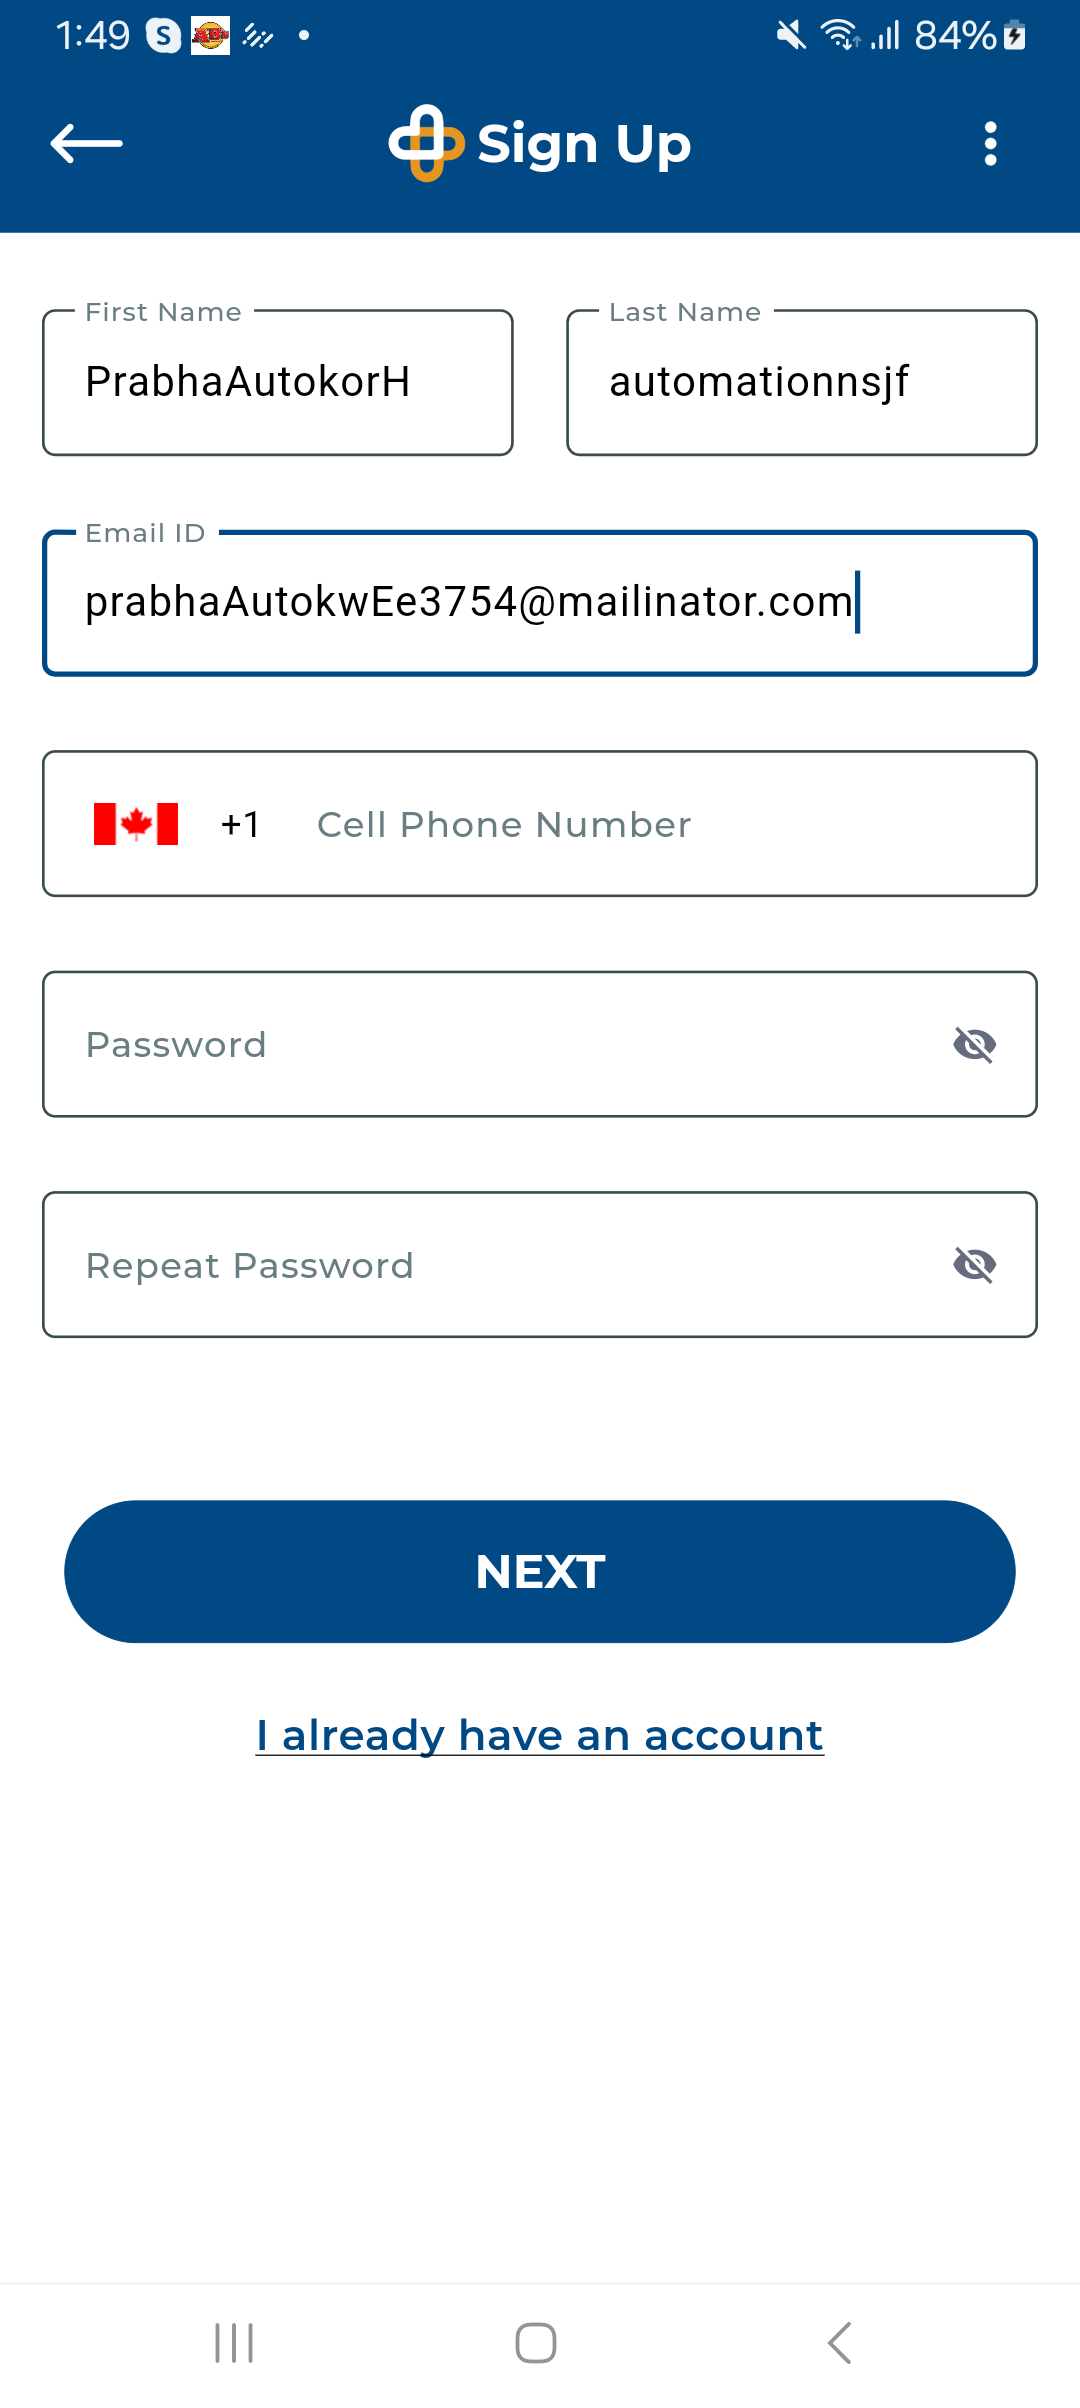 1:49 S 84%
Sign Up
First Name Last Name
PrabhaAutokorH automationnsjf
Email ID
prabhaAutokwEe3754@mailinator.com
+1 Cell Phone Number
Password
Repeat Password
NEXT
I already have an account